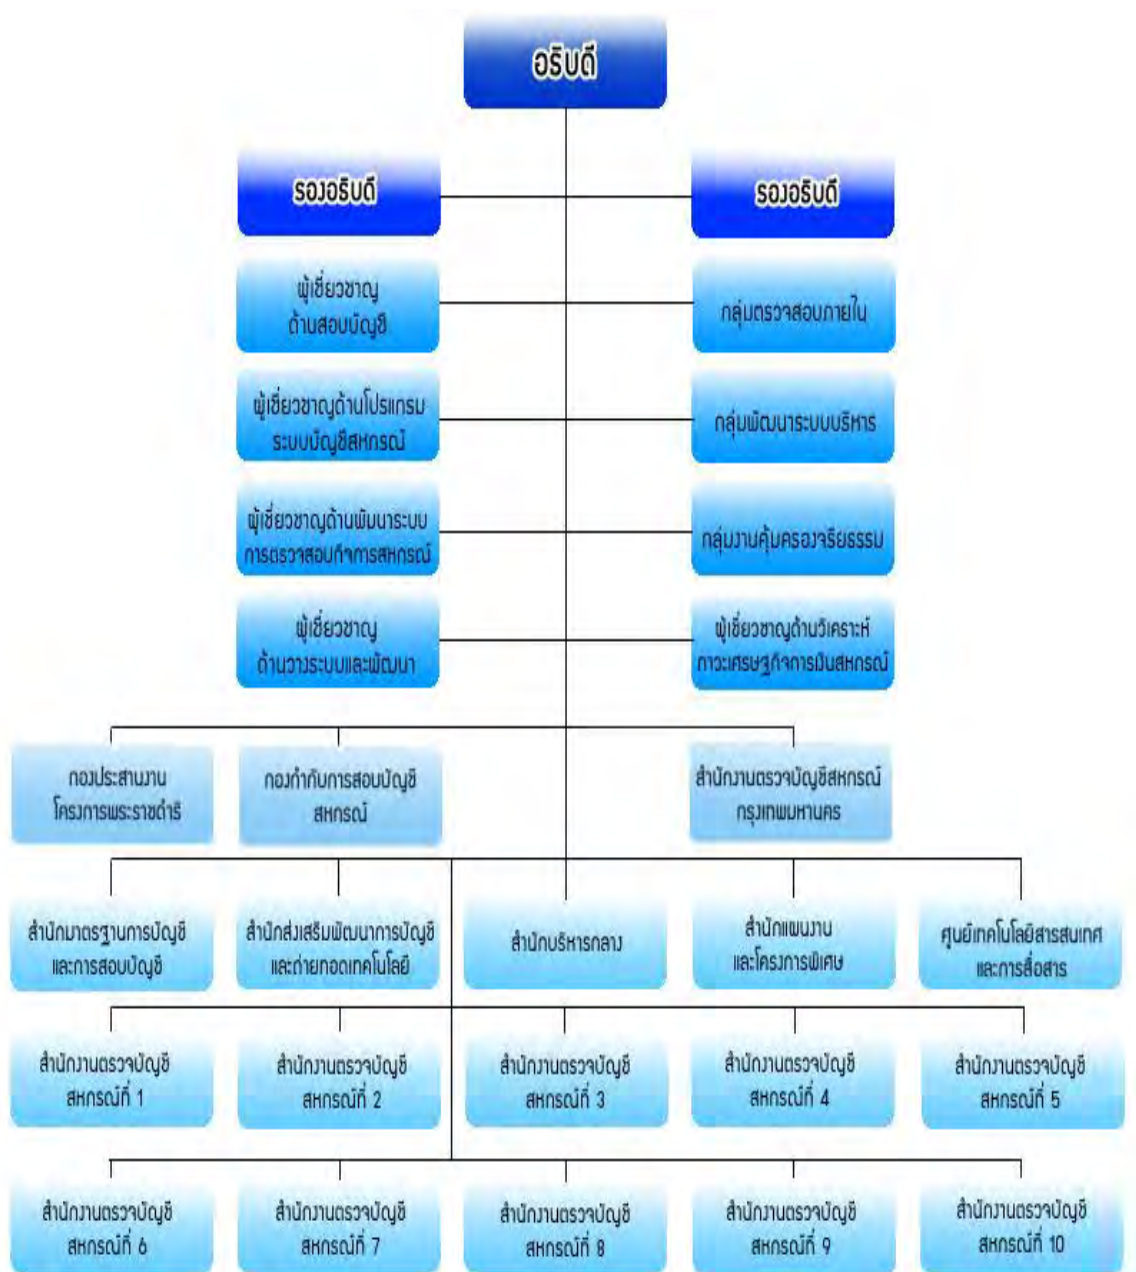 อธิบดี
รองอธิบดี
รองอธิบดี
ผู้เชี่ยวชาญ
ด้านสอบบัญชี
กลุ่มตรวจสอบภายใน
ผู้เชี่ยวชาญด้านโปรแกรม
ระบบบัญชีสหกรณ์
กลุ่มพัฒนาระบบบริหาร
ผู้เชี่ยวชาญด้านพัมนาระบบ
การตรวจสอบกิจการสหกรณ์
กลุ่มงานคุ้มครองจริยธรรม
ผู้เชี่ยวชาญ
ด้านวางระบบและพัฒนา
ผู้เชี่ยวชาญด้านวิเคราะห์
ภาวะเศรษฐกิจการเงินสหกรณ์
กองประสานงาน
โครงการพระราชดำริ
กองกำกับการสอบบัญชี
สหกรณ์
สำนักงานตรวจบัญชีสหกรณ์
กรุงเทพมหานคร
สำนักมาตรฐานการบัญชี
และการสอบบัญชี
สำนักส่งเสริมพัฒนาการบัญชี
และถ่ายทอดเทคโนโลยี
สำนักบริหารกลาง
สำนักแผนงาน
และโครงการพิเศษ
ศูนย์เทคโนโลยีสารสนเทศ
และการสื่อสาร
สำนักงานตรวจบัญชี
สหกรณ์ที่ 1
สำนักงานตรวจบัญชี
สหกรณ์ที่ 2
สำนักงานตรวจบัญชี
สหกรณ์ที่ 3
สำนักงานตรวจบัญชี
สหกรณ์ที่ 4
สำนักงานตรวจบัญชี
สหกรณ์ที่ 5
สำนักงานตรวจบัญชี
สหกรณ์ที่ 6
สำนักงานตรวจบัญชี
สหกรณ์ที่ 7
สำนักงานตรวจบัญชี
สหกรณ์ที่ 8
สำนักงานตรวจบัญชี
สหกรณ์ที่ 9
สำนักงานตรวจบัญชี
สหกรณ์ที่ 10